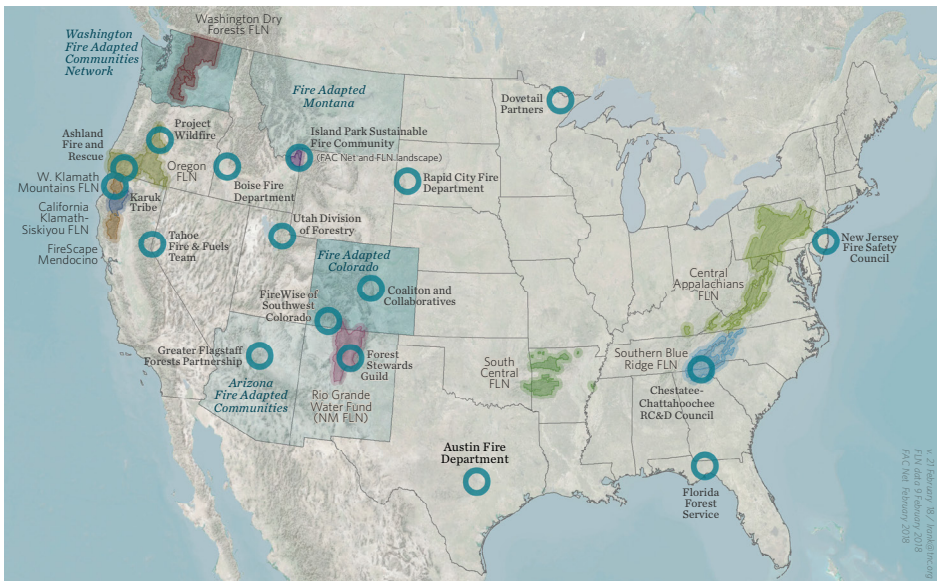 Washington Dry
Forests FLN
Washington
Fire Adapted
Communities
Network
Fire Adapted
Montana
Dovetail
Partners
Project
Wildfire
Ashland
Fire and
Rescue
Island Park Sustainable
Fire Community
(FAC Net and FLN landscape)
Oregon
FLN
W. Klamath
Mountains FLN
Boise Fire
Department
Rapid City Fire
Department
Karuk
Tribe
California
Klamath-
Siskiyou FLN
FireScape
Mendocino
Tahoe
Fire & Fuels
Team
Utah Division
of Forestry
New Jersey
Fire Safety
Council
Fire Adapted
Colorado
Central
Appalachians
FLN
Coaliton and
Collaboratives
FireWise of
Southwest
Colorado
Greater Flagstaff
Forests Partnership
Forest
Stewards
Guild
South
Central
FLN
Southern Blue
Ridge FLN
Arizona
Fire Adapted
Communities
Rio Grande
Water Fund
(NM FLN)
Chestatee-
Chattahoochee
RC&D Council
Austin Fire
Department
Florida
Forest
Service
v. 21 February 18 / lrank@tnc.org
FLN data 9 February 2018
FAC Net February 2018